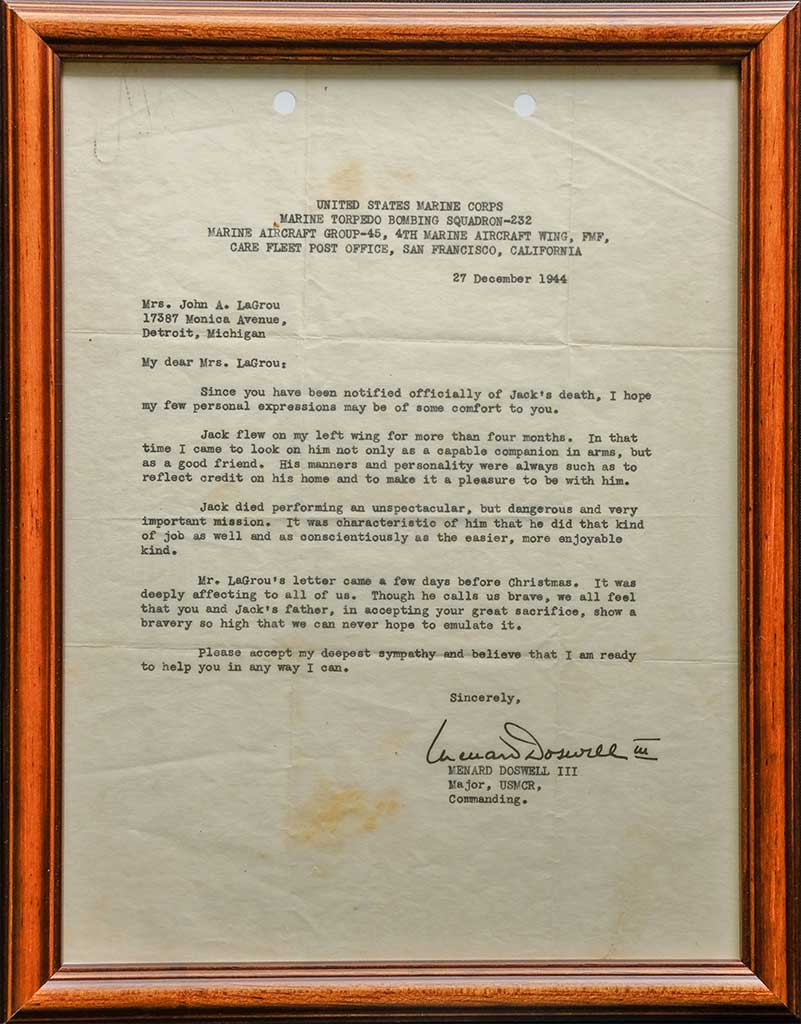 UNITED STATES MARINE CORPS
MARINE TORPEDO BOMBING SQUADRON-232
MARINE AIRCRAFT GROUP-45, 4TH MARINE AIRCRAFT WING, FMF,
CARE FLEET POST OFFICE, SAN FRANCISCO, CALIFORNIA
27 December 1944
Mrs. John A. LaGrou
17387 Monica Avenue,
Detroit, Michigan
My dear Mrs. LaGrou:
Since you have been notified officially of Jack's death, I hope
my few personal expressions may be of some comfort to you.
Jack flew on my left wing for more than four months. In that
time I came to look on him not only as a capable companion in arms, but
as a good friend. His manners and personality were always such as to
reflect credit on his home and to make it a pleasure to be with him.
Jack died performing an unspectacular, but dangerous and very
important mission. It was characteristic of him that he did that kind
of job as well and as conscientiously as the easier, more enjoyable
kind.
Mr. LaGrou's letter came a few days before Christmas. It was
deeply affecting to all of us. Though he calls us brave, we all feel
that you and Jack's father, in accepting your great sacrifice, show a
bravery so high that we can never hope to emulate it.
Please accept my deepest sympathy and believe that I am ready
to help you in any way I can.
Sincerely,
Menard Doswell III
MENARD DOSWELL III
Major, USMCR,
Commanding.